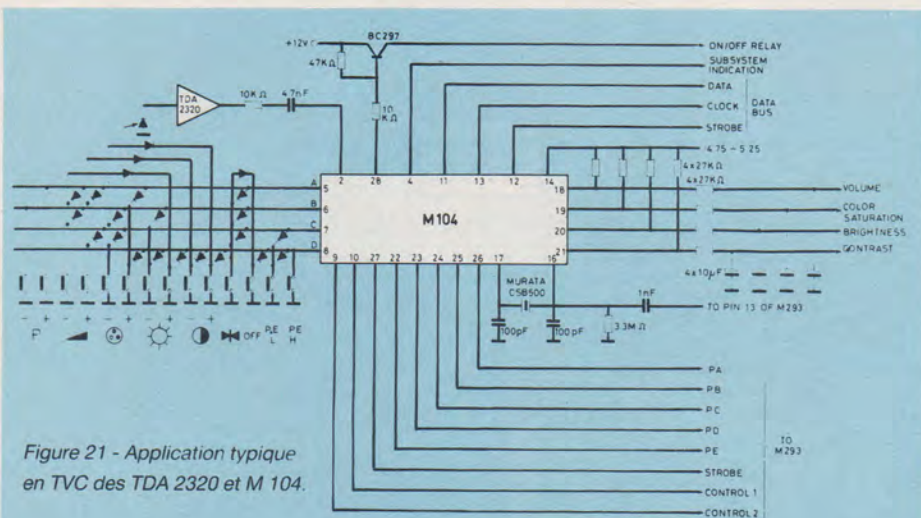 BC297
+12V
ON/OFF RELAY
SUBSYSTEM
INDICATION
47KΩ
DATA
TDA
2320
10KΩ
4.7nF
10
KΩ
CLOCK
DATA
BUS
STROBE
4.75 – 5.25
4x27KΩ
4x27KΩ
2
28
4
11
13
12
14
A
5
18
VOLUME
B
6
M104
19
COLOR
SATURATION
C
7
20
BRIGHTNESS
D
8
21
CONTRAST
9
10
27
22
23
24
25
26
17
16
MURATA
CSB500
1nF
4x10µF
TO PIN 13 OF M293
100pF
100pF
3.3MΩ
- + - + - + - + - +
P
OFF
P.E
L
P E
H
PA
PB
PC
PD
PE
TO
M293
STROBE
CONTROL 1
CONTROL 2
Figure 21 - Application typique
en TVC des TDA 2320 et M 104.